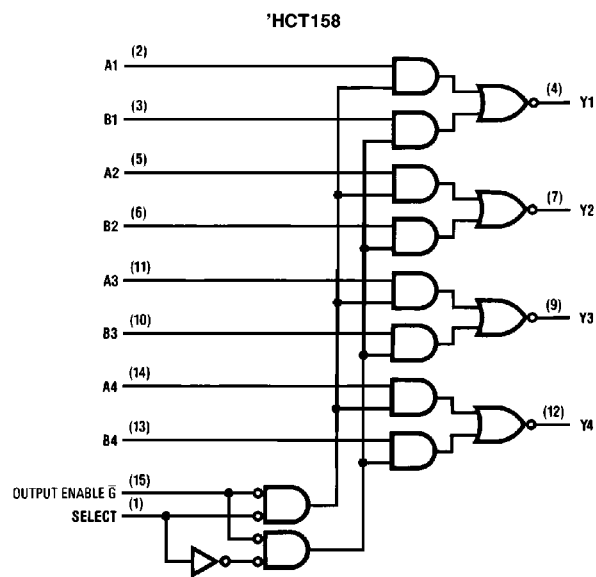 'HCT158
A1 (2)
(4) Y1
B1 (3)
A2 (5)
(7) Y2
B2 (6)
A3 (11)
(9) Y3
B3 (10)
A4 (14)
(12) Y4
B4 (13)
OUTPUT ENABLE G̅ (15)
SELECT (1)